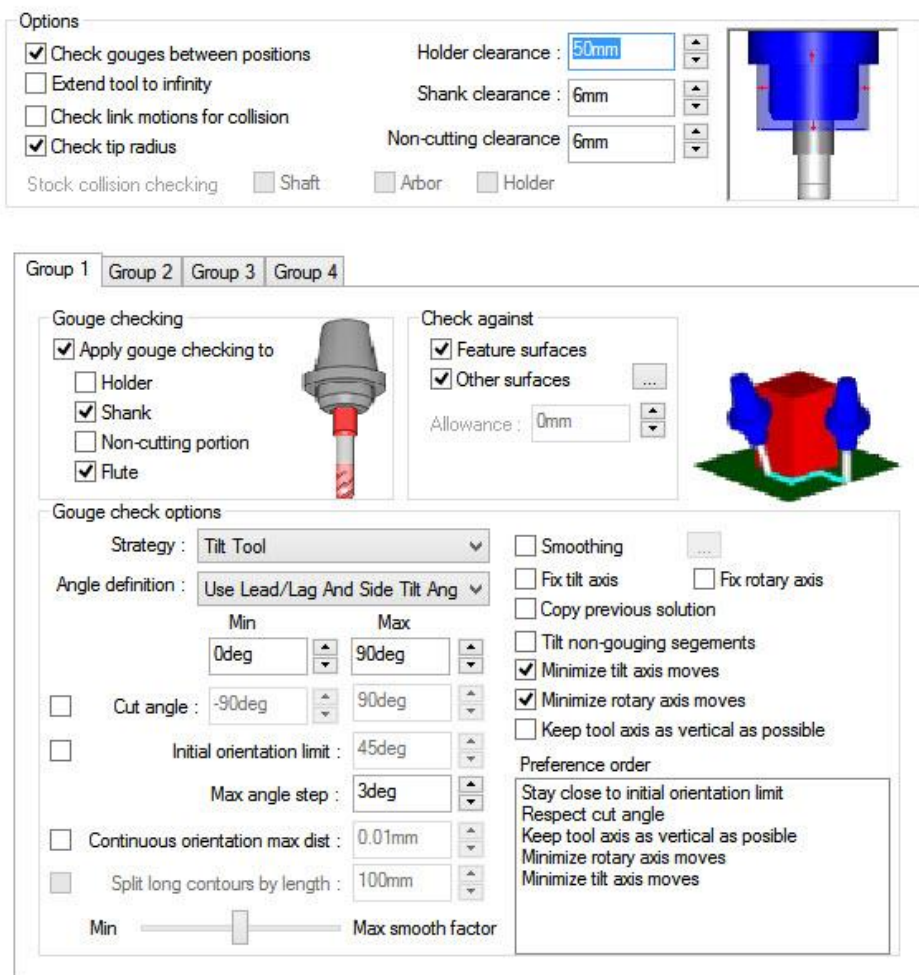 Options
Check gouges between positions
Holder clearance : 50mm
Extend tool to infinity
Shank clearance : 6mm
Check link motions for collision
Non-cutting clearance 6mm
Check tip radius
Stock collision checking Shaft Arbor Holder
Group 1 Group 2 Group 3 Group 4
Gouge checking
Apply gouge checking to
Holder
Shank
Non-cutting portion
Flute
Check against
Feature surfaces
Other surfaces ...
Allowance : 0mm
Gouge check options
Strategy : Tilt Tool
Angle definition : Use Lead/Lag And Side Tilt Ang
Min Max
0deg 90deg
Cut angle : -90deg 90deg
Initial orientation limit : 45deg
Max angle step : 3deg
Continuous orientation max dist : 0.01mm
Split long contours by length : 100mm
Min Max smooth factor
Smoothing ...
Fix tilt axis Fix rotary axis
Copy previous solution
Tilt non-gouging segements
Minimize tilt axis moves
Minimize rotary axis moves
Keep tool axis as vertical as possible
Preference order
Stay close to initial orientation limit
Respect cut angle
Keep tool axis as vertical as posible
Minimize rotary axis moves
Minimize tilt axis moves